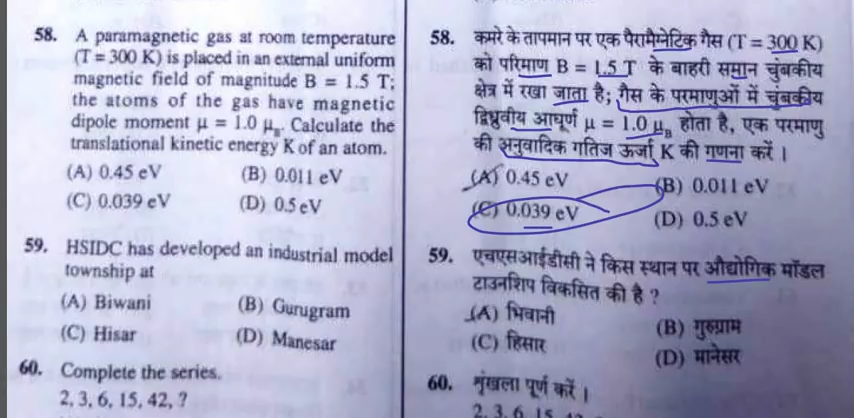 58. A paramagnetic gas at room temperature
(T = 300 K) is placed in an external uniform
magnetic field of magnitude B = 1.5 T;
the atoms of the gas have magnetic
dipole moment μ = 1.0 μB. Calculate the
translational kinetic energy K of an atom.
(A) 0.45 eV (B) 0.011 eV
(C) 0.039 eV (D) 0.5 eV
59. HSIDC has developed an industrial model
township at
(A) Biwani (B) Gurugram
(C) Hisar (D) Manesar
60. Complete the series.
2, 3, 6, 15, 42, ?
58. कमरे के तापमान पर एक पैरामैग्नेटिक गैस (T = 300 K)
को परिमाण B = 1.5 T के बाहरी समान चुंबकीय
क्षेत्र में रखा जाता है; गैस के परमाणुओं में चुंबकीय
द्विध्रुवीय आघूर्ण μ = 1.0 μB होता है, एक परमाणु
की अनुवादिक गतिज ऊर्जा K की गणना करें ।
(A) 0.45 eV (B) 0.011 eV
(C) 0.039 eV (D) 0.5 eV
59. एचएसआईडीसी ने किस स्थान पर औद्योगिक मॉडल
टाउनशिप विकसित की है ?
(A) भिवानी (B) गुरुग्राम
(C) हिसार (D) मानेसर
60. शृंखला पूर्ण करें ।
2, 3, 6, 15